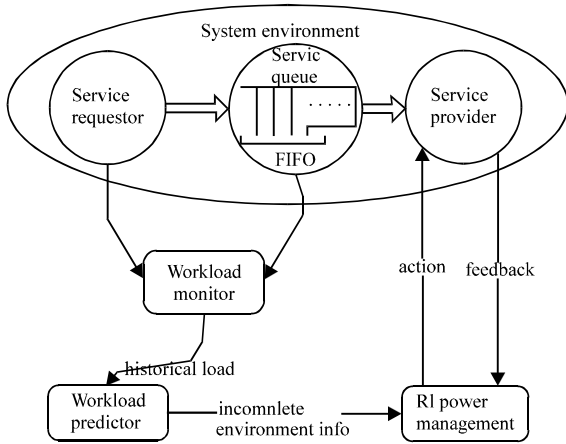 System environment
Servic
queue
Service
requestor
Service
provider
FIFO
Workload
monitor
action
feedback
historical load
Workload
predictor
incomnlete
environment info
Rl power
management